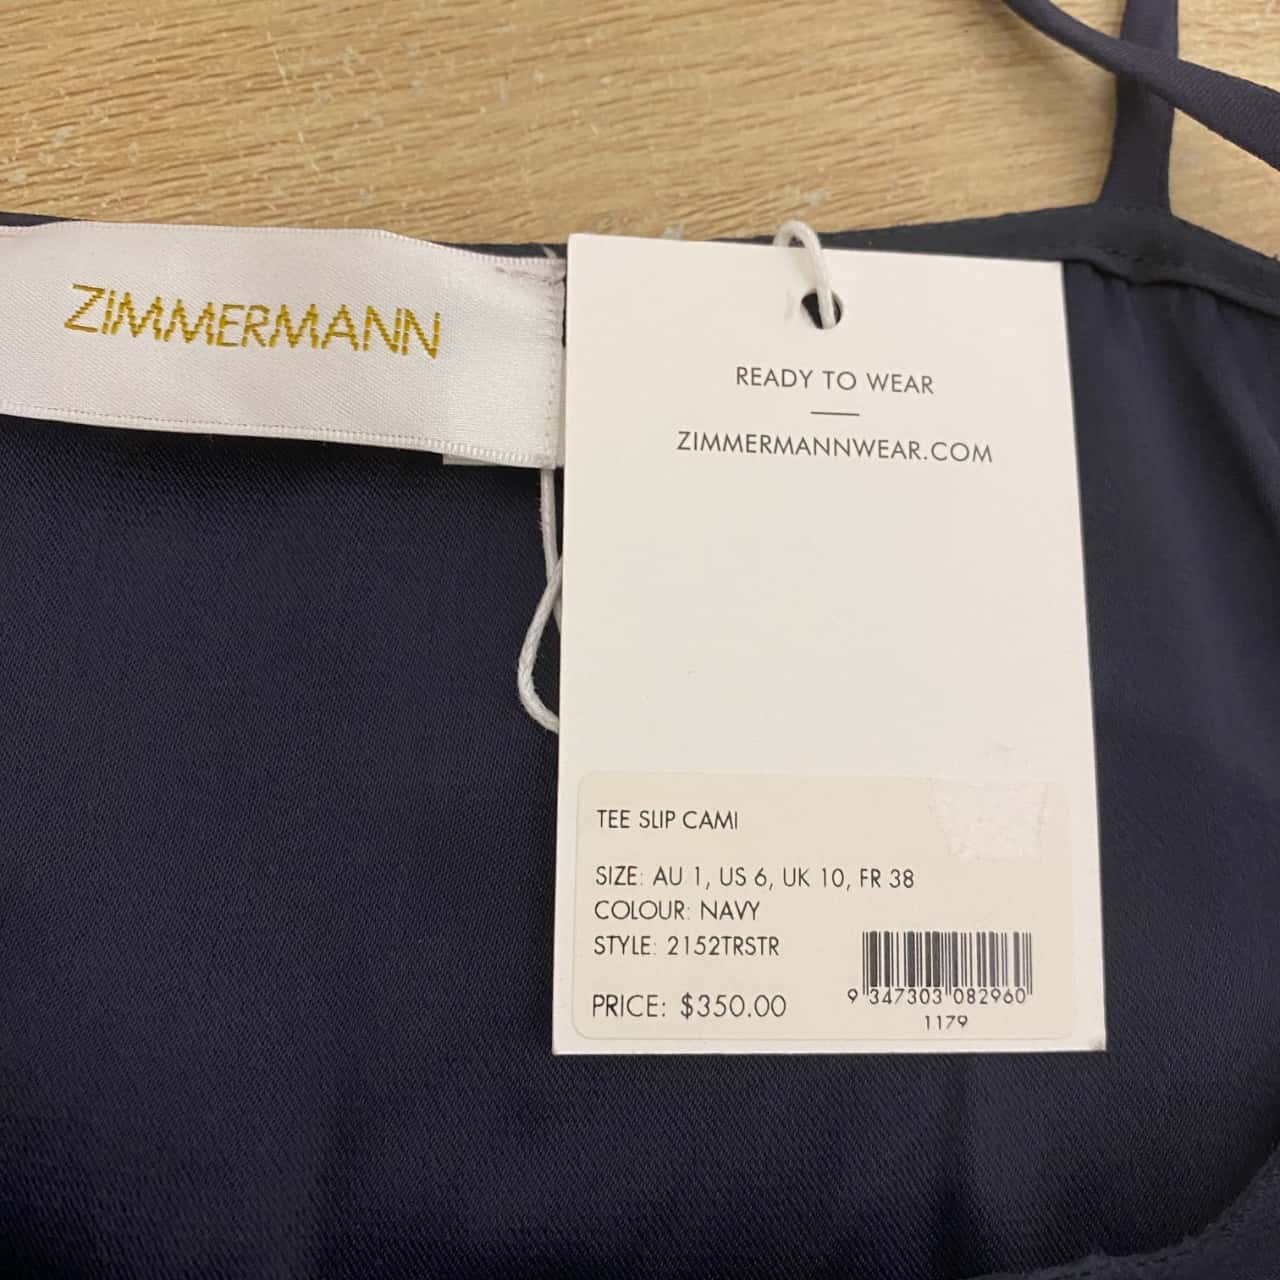 ZIMMERMANN
READY TO WEAR
ZIMMERMANNWEAR.COM
TEE SLIP CAMI
SIZE: AU 1, US 6, UK 10, FR 38
COLOUR: NAVY
STYLE: 2152TRSTR
PRICE: $350.00
9 347303 082960
1179